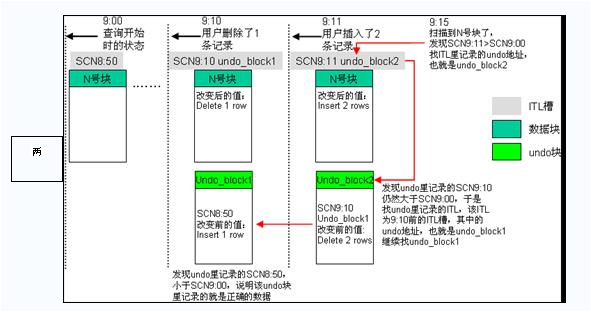 9:00
查询开始
时的状态
9:10
用户删除了1
条记录
9:11
用户插入了2
条记录
9:15
扫描到N号块了，
发现SCN9:11>SCN9:00
找ITL里记录的undo地址，
也就是undo_block2
SCN8:50
SCN9:10 undo_block1
SCN9:11 undo_block2
N号块
.......
N号块
改变后的值：
Delete 1 row
N号块
改变后的值：
Insert 2 rows
ITL槽
数据块
undo块
两
Undo_block1
SCN8:50
改变前的值：
Insert 1 row
Undo_block2
SCN9:10
Undo_block1
改变前的值：
Delete 2 rows
发现undo里记录的SCN9:10
仍然大于SCN9:00，于是
找undo里记录的ITL，该ITL
为9:10前的ITL槽，其中的
undo地址，也就是undo_block1
继续找undo_block1
发现undo里记录的SCN8:50，
小于SCN9:00，说明该undo块
里记录的就是正确的数据